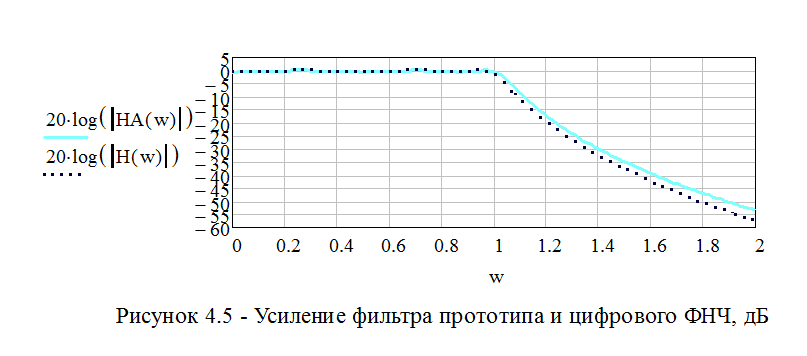 5
0
−5
−10
−15
−20
−25
−30
−35
−40
−45
−50
−55
−60
20·log(|HA(w)|)
20·log(|H(w)|)
0 0.2 0.4 0.6 0.8 1 1.2 1.4 1.6 1.8 2
w
Рисунок 4.5 - Усиление фильтра прототипа и цифрового ФНЧ, дБ